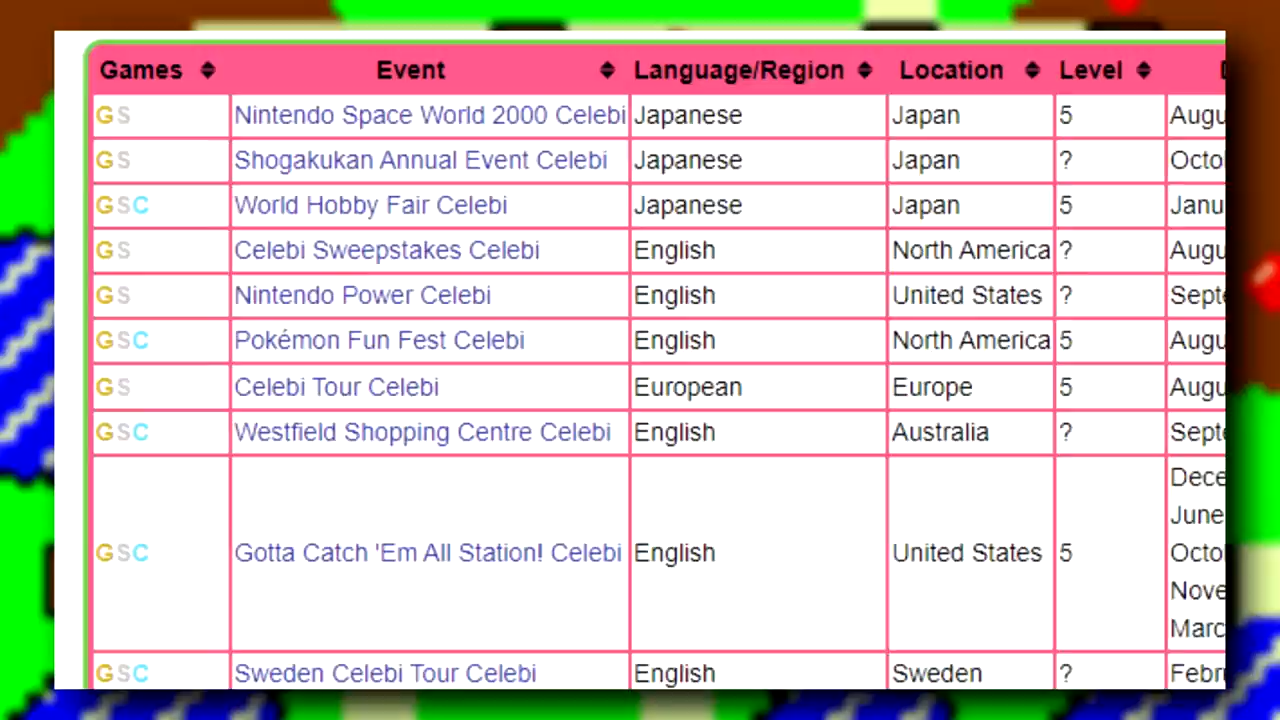 Games Event Language/Region Location Level
GS Nintendo Space World 2000 Celebi Japanese Japan 5 Augu
GS Shogakukan Annual Event Celebi Japanese Japan ? Octo
GSC World Hobby Fair Celebi Japanese Japan 5 Janu
GS Celebi Sweepstakes Celebi English North America ? Augu
GS Nintendo Power Celebi English United States ? Septe
GSC Pokémon Fun Fest Celebi English North America 5 Augu
GS Celebi Tour Celebi European Europe 5 Augu
GSC Westfield Shopping Centre Celebi English Australia ? Septe
Dece
June
GSC Gotta Catch 'Em All Station! Celebi English United States 5 Octo
Nove
Marc
GSC Sweden Celebi Tour Celebi English Sweden ? Febr